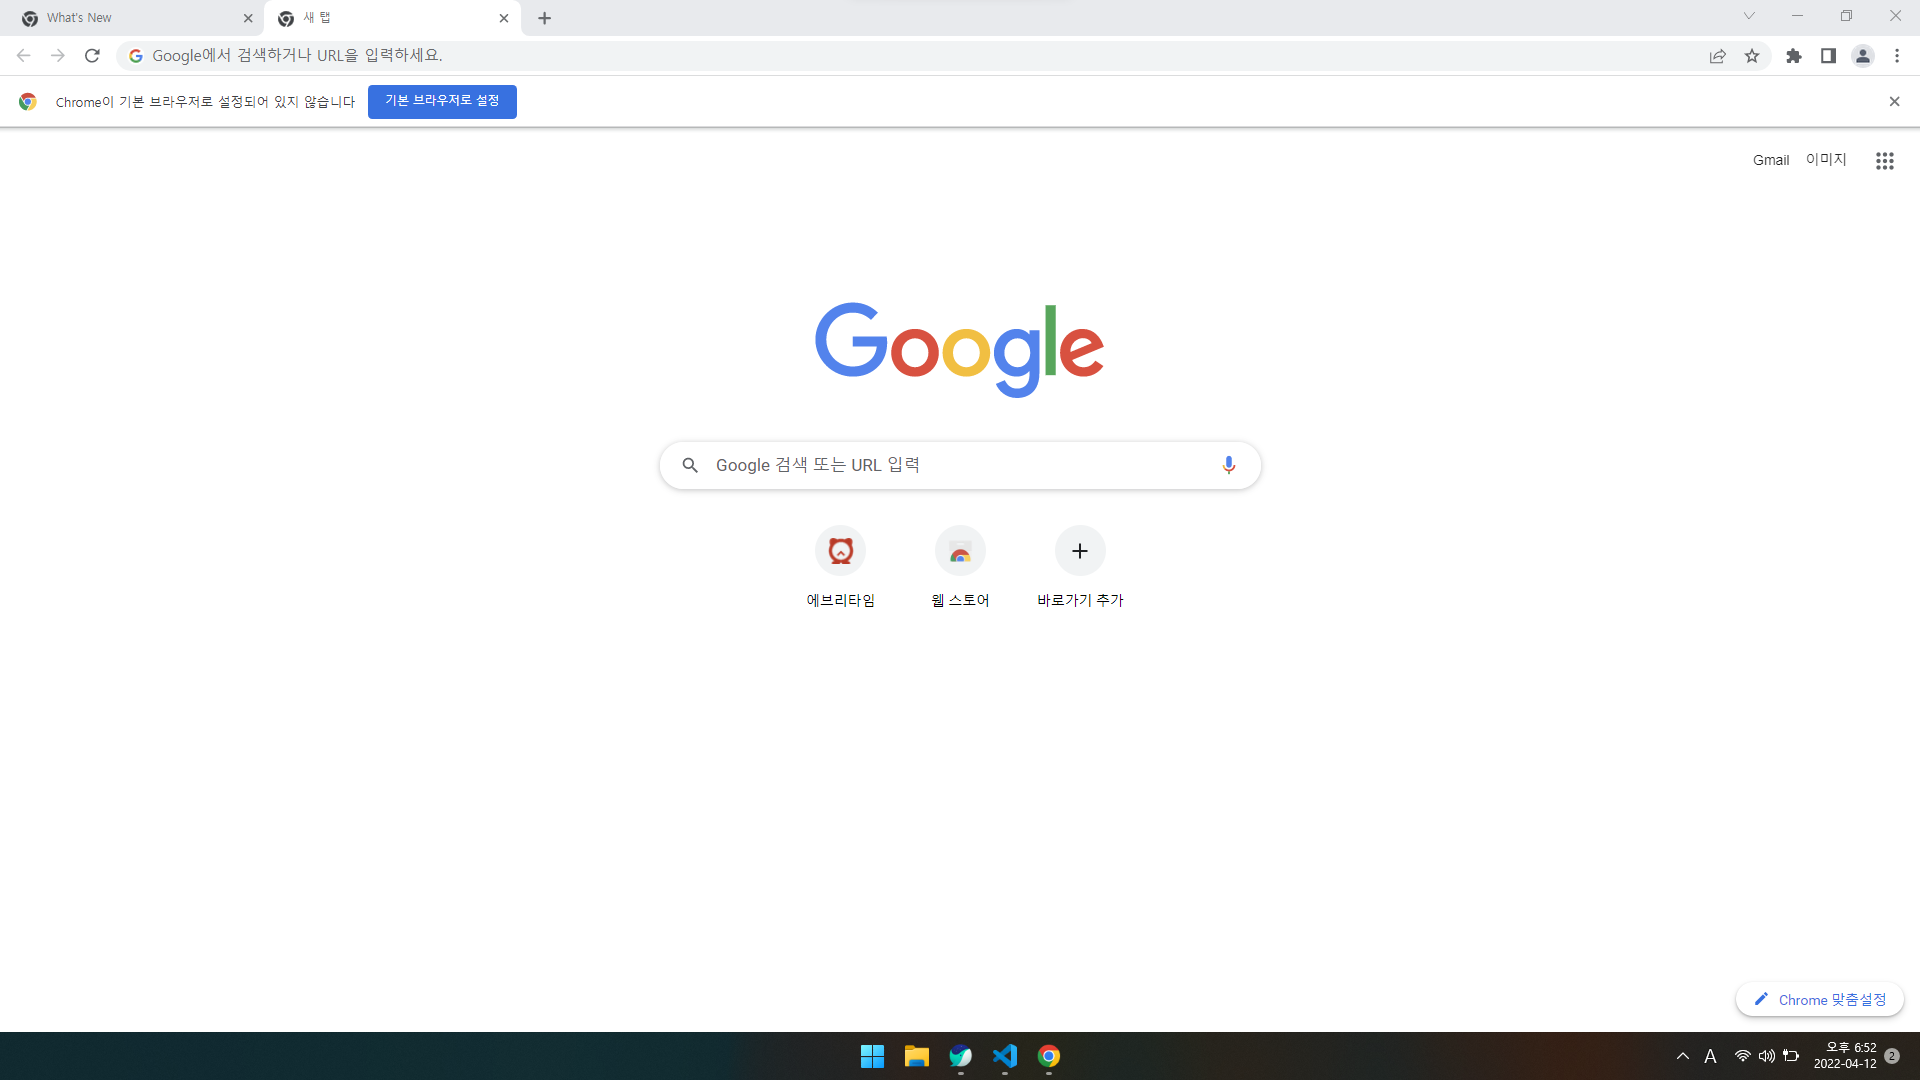 What's New
새 탭
Google에서 검색하거나 URL을 입력하세요.
Chrome이 기본 브라우저로 설정되어 있지 않습니다
기본 브라우저로 설정
Gmail
이미지
Google
Google 검색 또는 URL 입력
에브리타임
웹 스토어
바로가기 추가
Chrome 맞춤설정
A
오후 6:52
2022-04-12
2